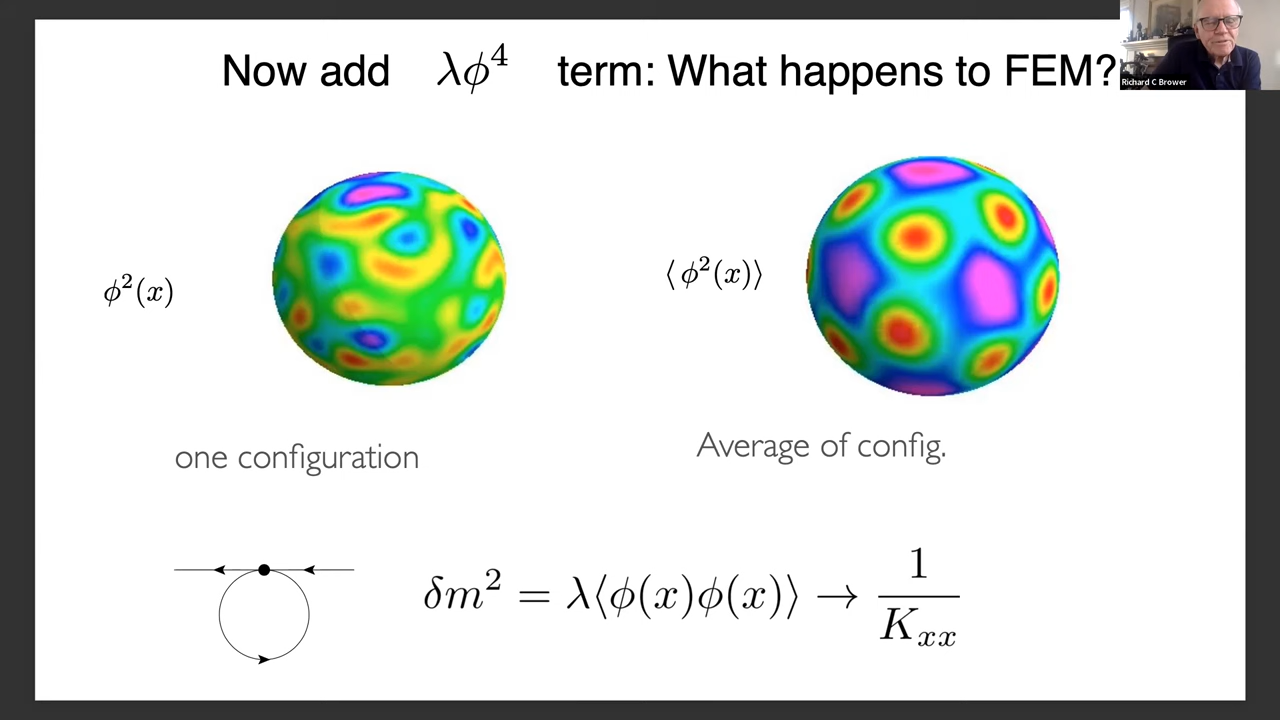 Now add λϕ⁴ term: What happens to FEM?
Richard C Brower
ϕ²(x)
⟨ϕ²(x)⟩
one configuration
Average of config.
δm² = λ⟨ϕ(x)ϕ(x)⟩ → 1/Kₓₓ